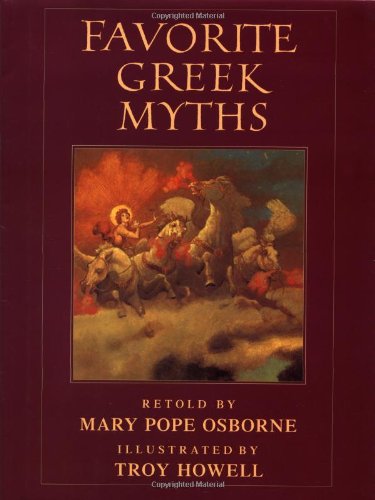 FAVORITE
GREEK
MYTHS
RETOLD BY
MARY POPE OSBORNE
ILLUSTRATED BY
TROY HOWELL